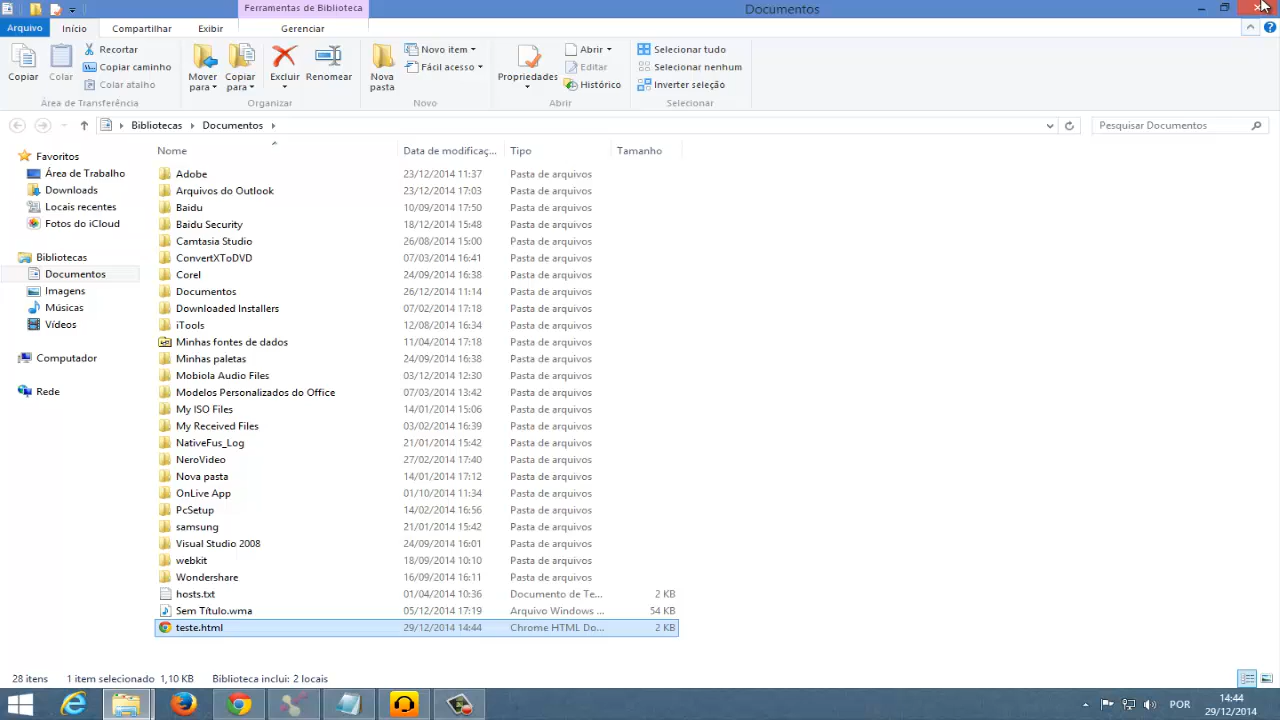 Ferramentas de Biblioteca
Documentos
Arquivo Início Compartilhar Exibir Gerenciar
Copiar
Colar
Recortar
Copiar caminho
Colar atalho
Área de Transferência
Mover para
Copiar para
Excluir
Renomear
Organizar
Nova pasta
Novo item
Fácil acesso
Novo
Propriedades
Abrir
Editar
Histórico
Abrir
Selecionar tudo
Selecionar nenhum
Inverter seleção
Selecionar
Bibliotecas Documentos
Pesquisar Documentos
Favoritos
Área de Trabalho
Downloads
Locais recentes
Fotos do iCloud
Bibliotecas
Documentos
Imagens
Músicas
Vídeos
Computador
Rede
Nome Data de modificaç... Tipo Tamanho
Adobe 23/12/2014 11:37 Pasta de arquivos
Arquivos do Outlook 23/12/2014 17:03 Pasta de arquivos
Baidu 10/09/2014 17:50 Pasta de arquivos
Baidu Security 18/12/2014 15:48 Pasta de arquivos
Camtasia Studio 26/08/2014 15:00 Pasta de arquivos
ConvertXToDVD 07/03/2014 16:41 Pasta de arquivos
Corel 24/09/2014 16:38 Pasta de arquivos
Documentos 26/12/2014 11:14 Pasta de arquivos
Downloaded Installers 07/02/2014 17:18 Pasta de arquivos
iTools 12/08/2014 16:34 Pasta de arquivos
Minhas fontes de dados 11/04/2014 17:18 Pasta de arquivos
Minhas paletas 24/09/2014 16:38 Pasta de arquivos
Mobiola Audio Files 03/12/2014 12:30 Pasta de arquivos
Modelos Personalizados do Office 07/03/2014 13:42 Pasta de arquivos
My ISO Files 14/01/2014 15:06 Pasta de arquivos
My Received Files 03/02/2014 16:39 Pasta de arquivos
NativeFus_Log 21/01/2014 15:42 Pasta de arquivos
NeroVideo 27/02/2014 17:40 Pasta de arquivos
Nova pasta 14/01/2014 17:12 Pasta de arquivos
OnLive App 01/10/2014 11:34 Pasta de arquivos
PcSetup 14/02/2014 16:56 Pasta de arquivos
samsung 21/01/2014 15:42 Pasta de arquivos
Visual Studio 2008 24/09/2014 16:01 Pasta de arquivos
webkit 18/09/2014 10:10 Pasta de arquivos
Wondershare 16/09/2014 16:11 Pasta de arquivos
hosts.txt 01/04/2014 10:36 Documento de Te... 2 KB
Sem Título.wma 05/12/2014 17:19 Arquivo Windows ... 54 KB
teste.html 29/12/2014 14:44 Chrome HTML Do... 2 KB
28 itens 1 item selecionado 1,10 KB Biblioteca inclui: 2 locais
POR
14:44
29/12/2014